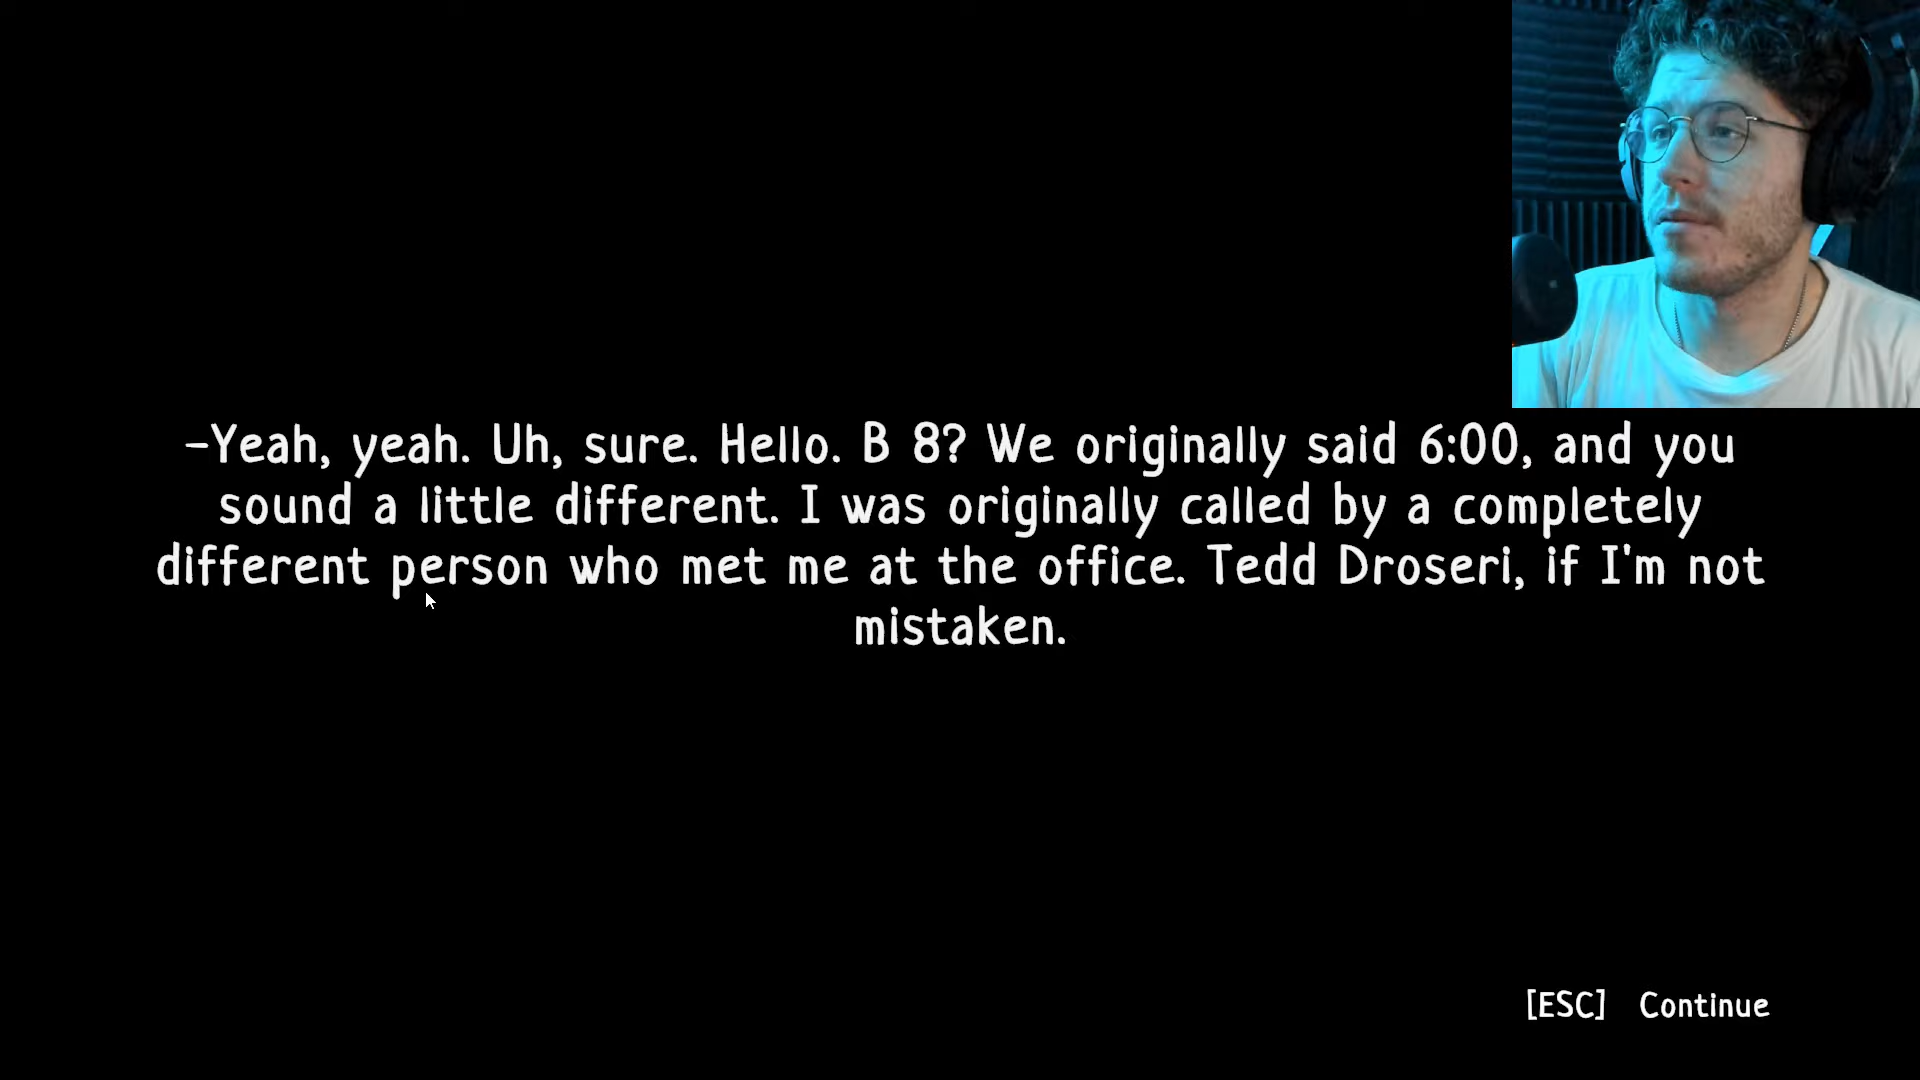 –Yeah, yeah. Uh, sure. Hello. B 8? We originally said 6:00, and you
sound a little different. I was originally called by a completely
different person who met me at the office. Tedd Droseri, if I'm not
mistaken.
[ESC] Continue